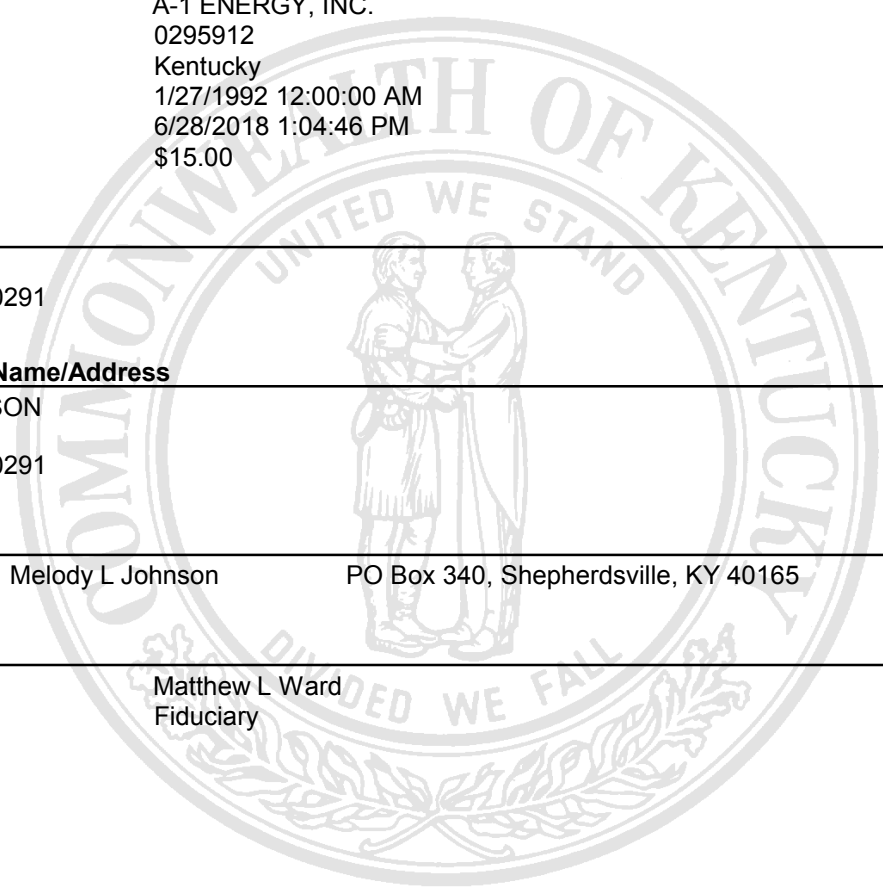 A-1 ENERGY, INC.
0295912
Kentucky
1/27/1992 12:00:00 AM
6/28/2018 1:04:46 PM
$15.00
COMMONWEALTH OF KENTUCKY
UNITED WE STAND
0291
Name/Address
SON
0291
Melody L Johnson PO Box 340, Shepherdsville, KY 40165
DIVIDED WE FALL
Matthew L Ward
Fiduciary